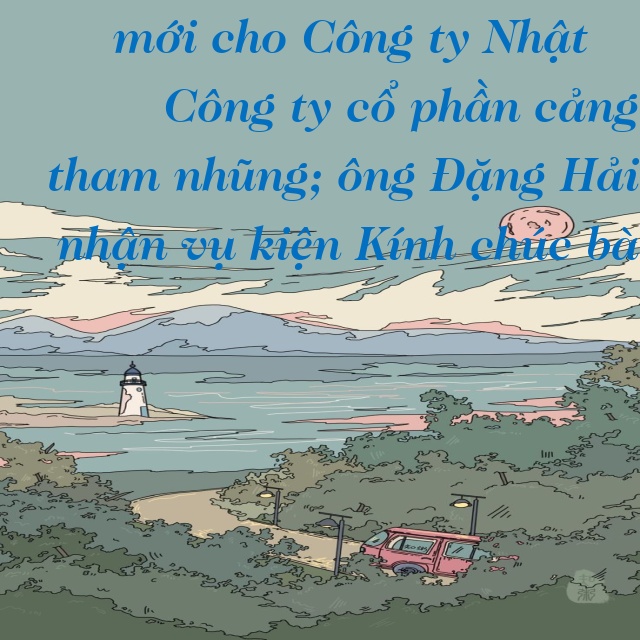 mới cho Công ty Nhật
Công ty cổ phần cảng
tham nhũng; ông Đặng Hải
nhận vụ kiện Kính chúc bà